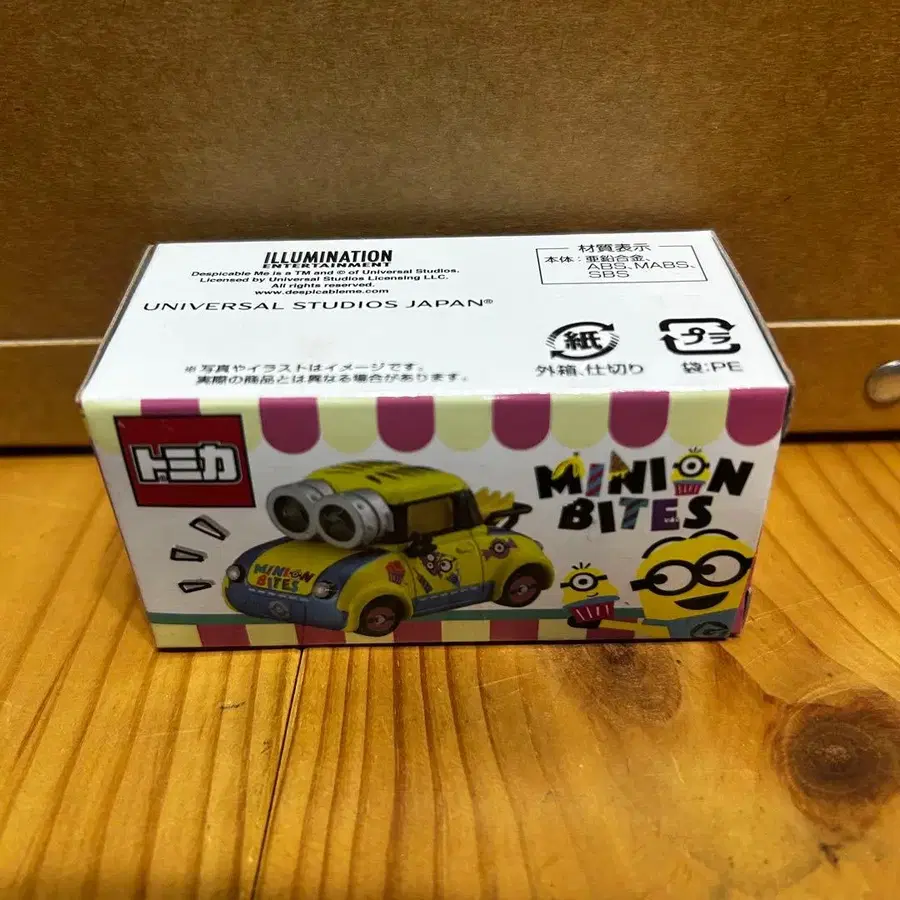 ILLUMINATION
ENTERTAINMENT
Despicable Me is a TM and © of Universal Studios.
Licensed by Universal Studios Licensing LLC.
All rights reserved.
www.despicableme.com
UNIVERSAL STUDIOS JAPAN®
※写真やイラストはイメージです。
実際の商品とは異なる場合があります。
材質表示
本体：亜鉛合金、
ABS、MABS、
SBS
紙
外箱、仕切り
プラ
袋：PE
トミカ
MINION
BITES
MINION
BITES